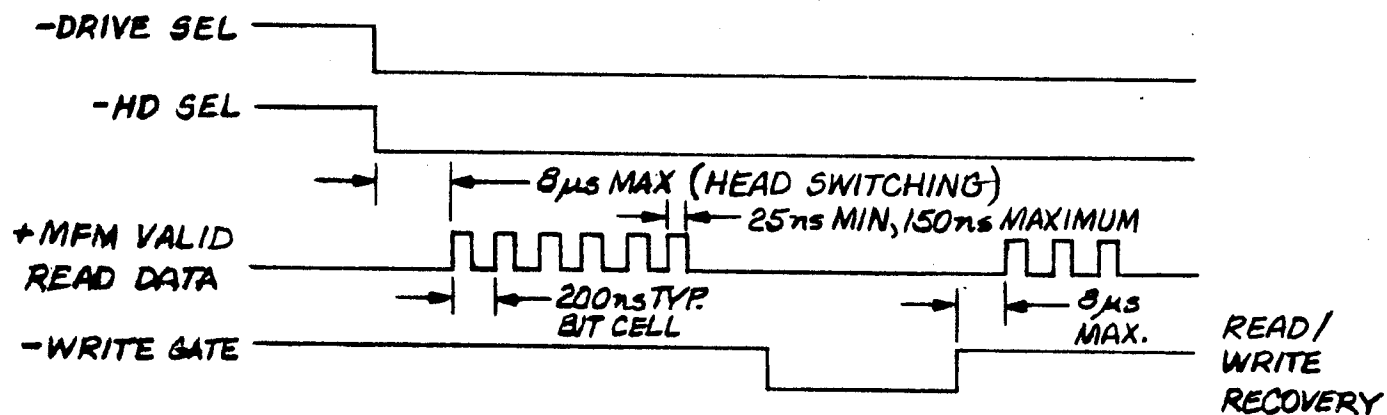 -DRIVE SEL
-HD SEL
8µs MAX (HEAD SWITCHING)
25ns MIN, 150ns MAXIMUM
+MFM VALID
READ DATA
200ns TYP.
BIT CELL
8µs
MAX.
-WRITE GATE
READ/
WRITE
RECOVERY